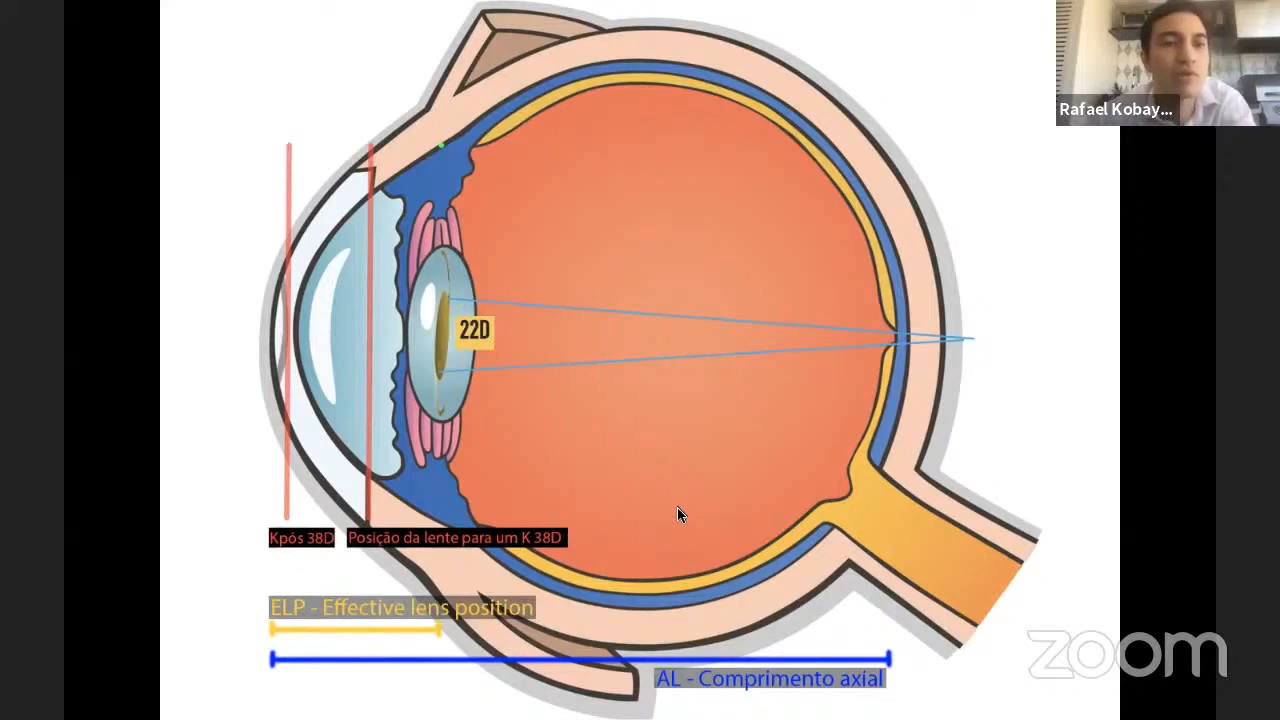 Rafael Kobay...
22D
Kpós 38D
Posição da lente para um K 38D
ELP - Effective lens position
AL - Comprimento axial
zoom